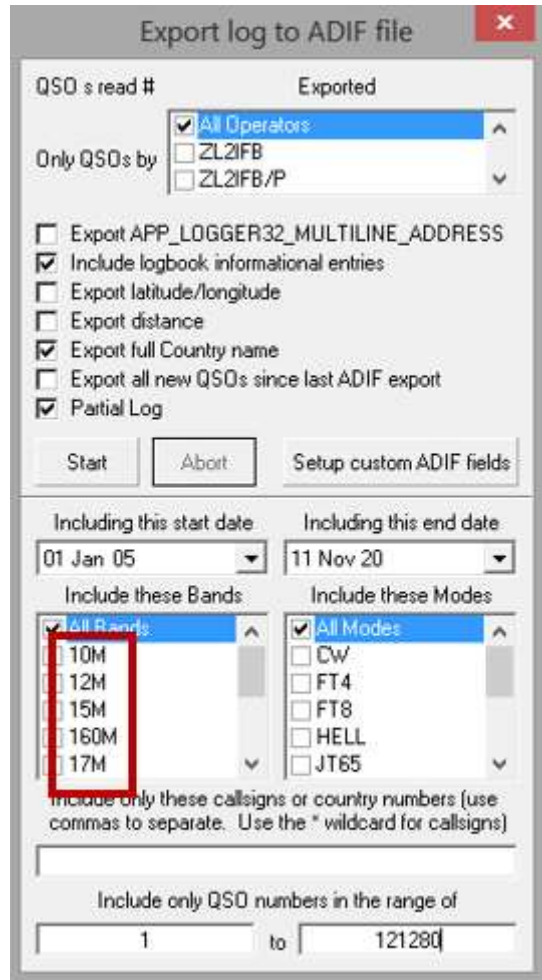 Export log to ADIF file
QSO s read # Exported
Only QSOs by
All Operators
ZL2IFB
ZL2IFB/P
Export APP_LOGGER32_MULTILINE_ADDRESS
Include logbook informational entries
Export latitude/longitude
Export distance
Export full Country name
Export all new QSOs since last ADIF export
Partial Log
Start Abort Setup custom ADIF fields
Including this start date Including this end date
01 Jan 05 11 Nov 20
Include these Bands Include these Modes
All Bands All Modes
10M CW
12M FT4
15M FT8
160M HELL
17M JT65
Include only these callsigns or country numbers (use
commas to separate. Use the * wildcard for callsigns)
Include only QSO numbers in the range of
1 to 121280